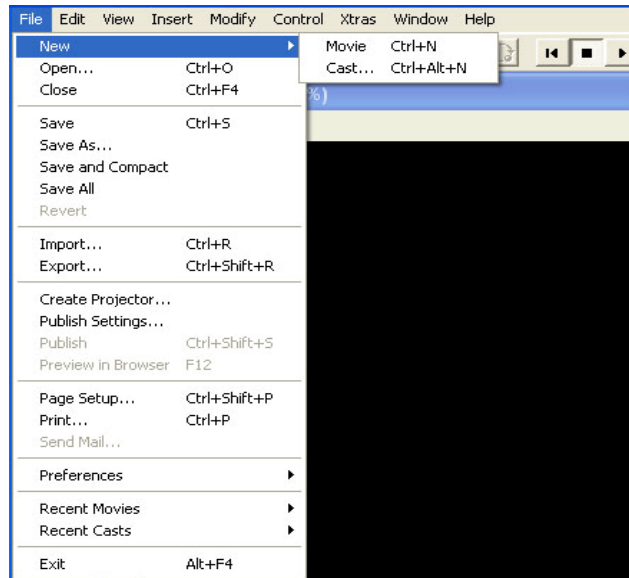 File Edit View Insert Modify Control Xtras Window Help
New
Movie Ctrl+N
Open... Ctrl+O
Cast... Ctrl+Alt+N
Close Ctrl+F4
%)
Save Ctrl+S
Save As...
Save and Compact
Save All
Revert
Import... Ctrl+R
Export... Ctrl+Shift+R
Create Projector...
Publish Settings...
Publish Ctrl+Shift+S
Preview in Browser F12
Page Setup... Ctrl+Shift+P
Print... Ctrl+P
Send Mail...
Preferences
Recent Movies
Recent Casts
Exit Alt+F4